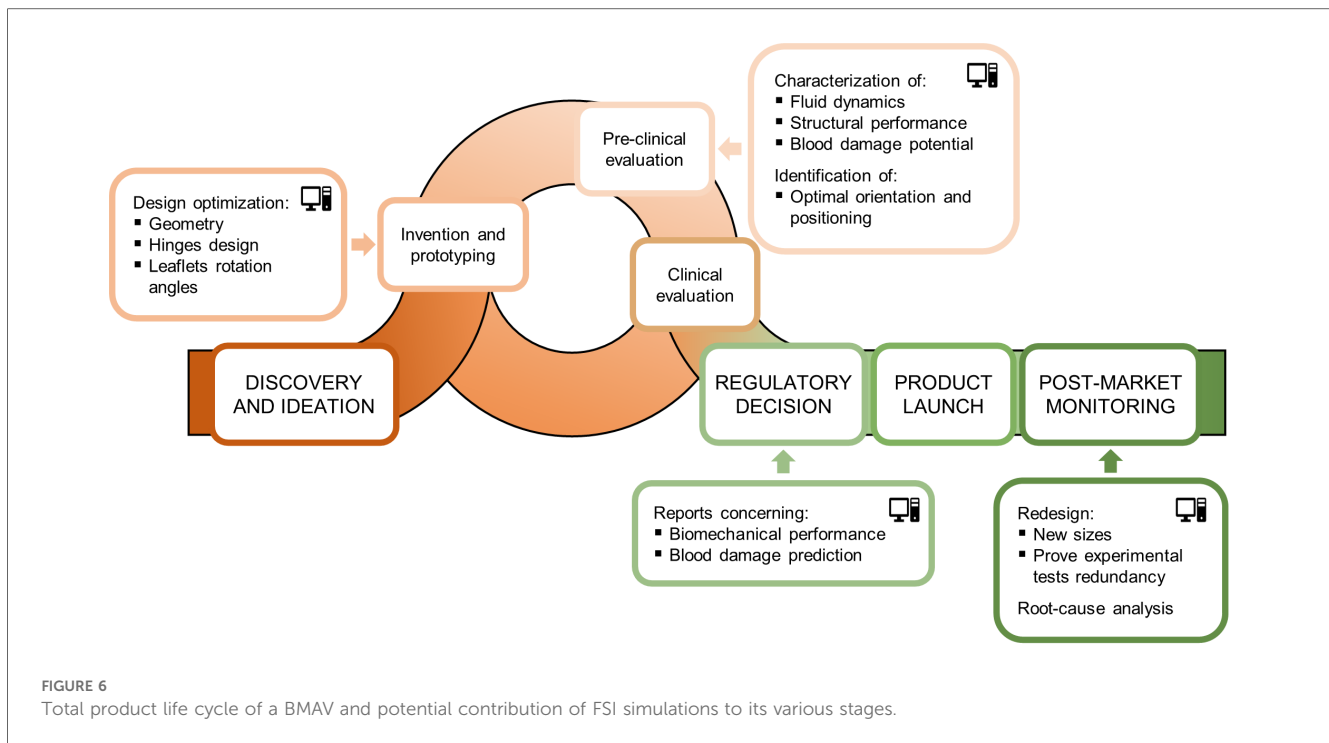 Characterization of:
▪ Fluid dynamics
▪ Structural performance
▪ Blood damage potential
Identification of:
▪ Optimal orientation and
positioning
Pre-clinical
evaluation
Design optimization:
▪ Geometry
▪ Hinges design
▪ Leaflets rotation
angles
Invention and
prototyping
Clinical
evaluation
DISCOVERY
AND IDEATION
REGULATORY
DECISION
PRODUCT
LAUNCH
POST-MARKET
MONITORING
Reports concerning:
▪ Biomechanical performance
▪ Blood damage prediction
Redesign:
▪ New sizes
▪ Prove experimental
tests redundancy
Root-cause analysis
FIGURE 6
Total product life cycle of a BMAV and potential contribution of FSI simulations to its various stages.